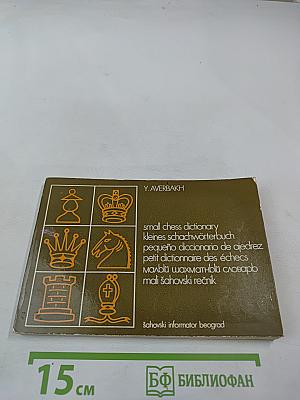 Y. AVERBAKH
small chess dictionary
kleines schachwörterbuch
pequeño diccionario de ajedrez
petit dictionnaire des échecs
малый шахматный словарь
mali šahovski rečnik
šahovski informator beograd
15 см
БФ БИБЛИОФАН